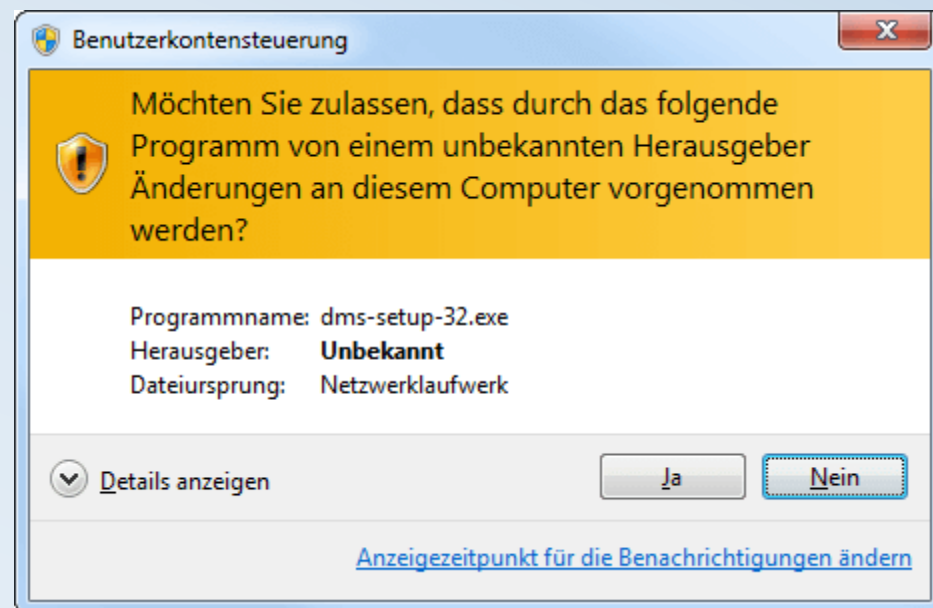 Benutzerkontensteuerung
Möchten Sie zulassen, dass durch das folgende
Programm von einem unbekannten Herausgeber
Änderungen an diesem Computer vorgenommen
werden?
Programmname: dms-setup-32.exe
Herausgeber: Unbekannt
Dateiursprung: Netzwerklaufwerk
Details anzeigen
Ja
Nein
Anzeigezeitpunkt für die Benachrichtigungen ändern